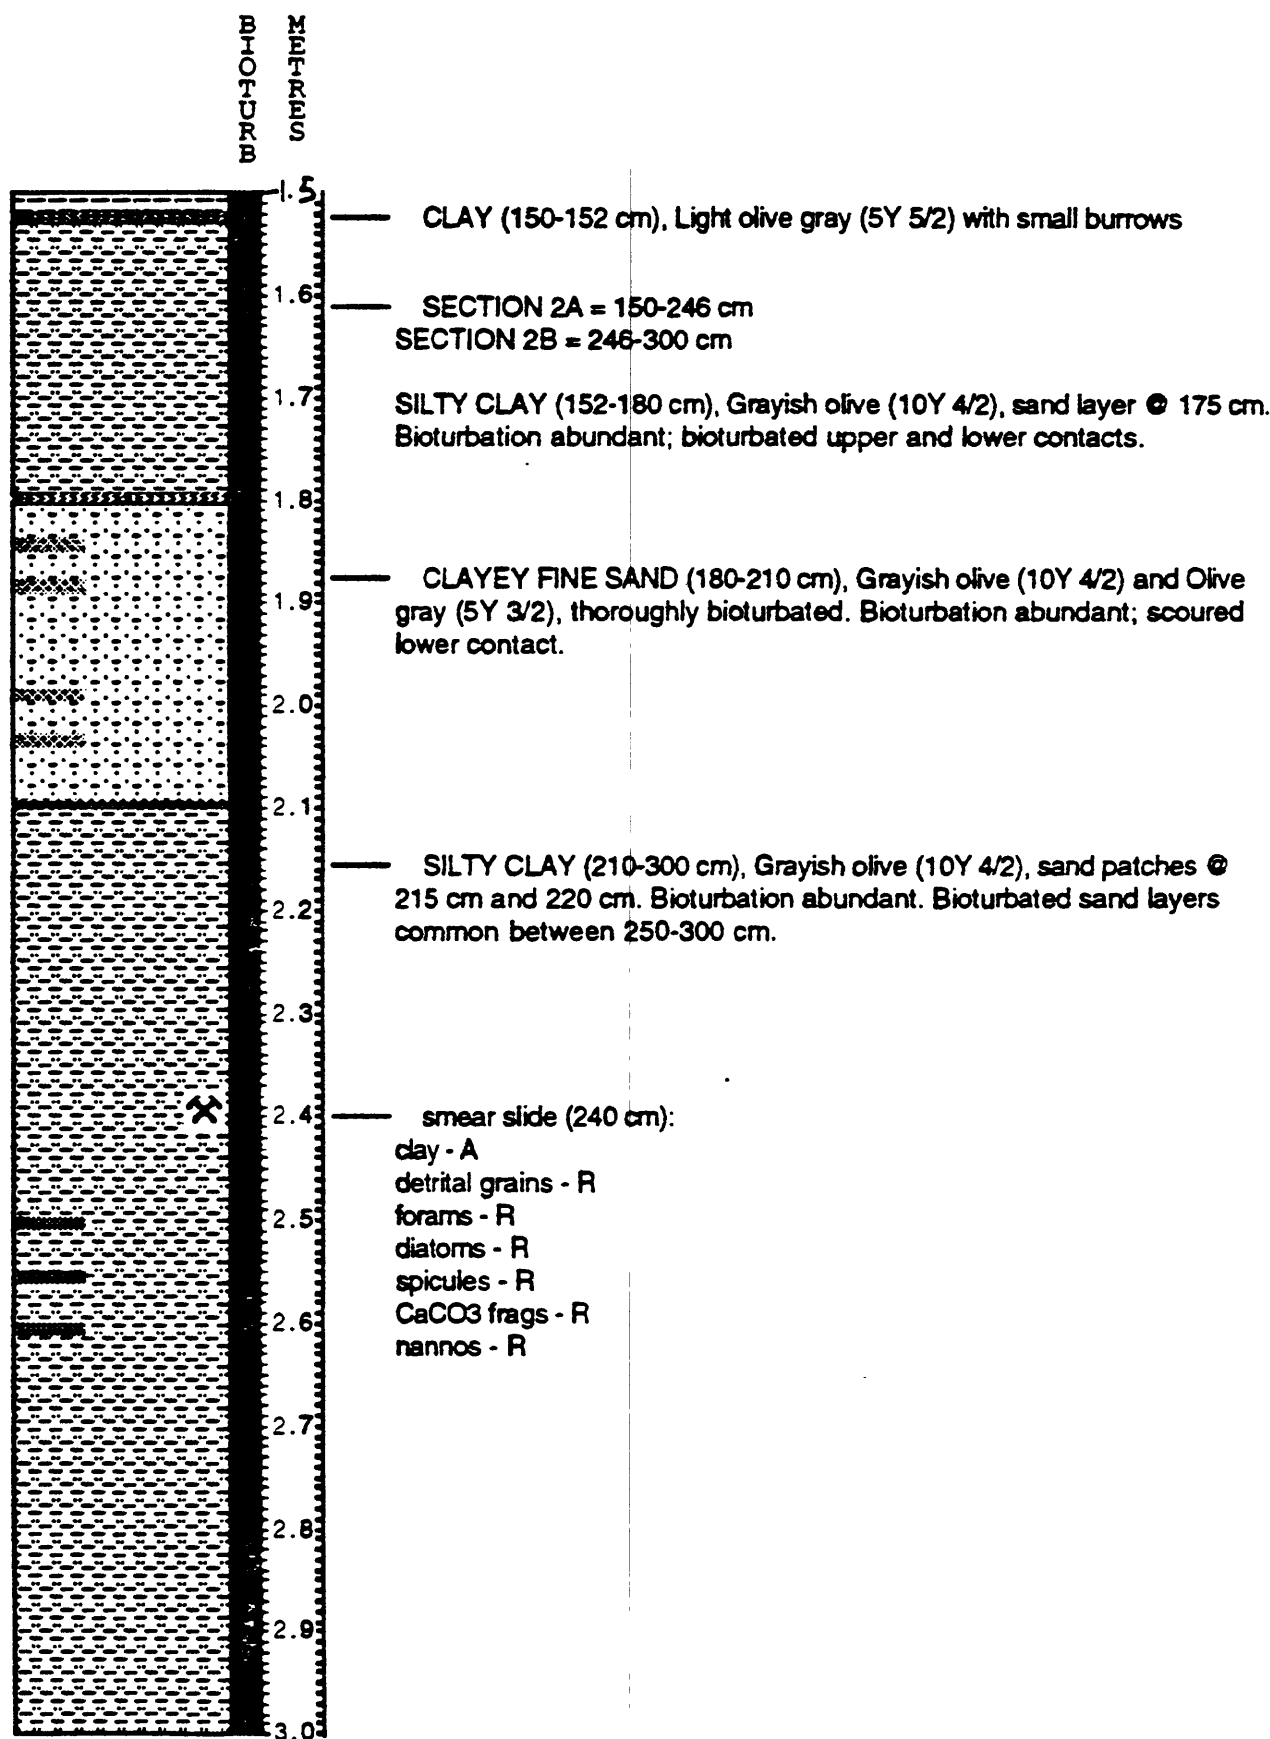 BIOTURB
METRES
1.5
CLAY (150-152 cm), Light olive gray (5Y 5/2) with small burrows
1.6
SECTION 2A = 150-246 cm
SECTION 2B = 246-300 cm
1.7
SILTY CLAY (152-180 cm), Grayish olive (10Y 4/2), sand layer @ 175 cm.
Bioturbation abundant; bioturbated upper and lower contacts.
1.8
CLAYEY FINE SAND (180-210 cm), Grayish olive (10Y 4/2) and Olive
1.9
gray (5Y 3/2), thoroughly bioturbated. Bioturbation abundant; scoured
lower contact.
2.0
2.1
SILTY CLAY (210-300 cm), Grayish olive (10Y 4/2), sand patches @
215 cm and 220 cm. Bioturbation abundant. Bioturbated sand layers
2.2
common between 250-300 cm.
2.3
2.4
smear slide (240 cm):
clay - A
detrital grains - R
forams - R
2.5
diatoms - R
spicules - R
CaCO3 frags - R
2.6
nannos - R
2.7
2.8
2.9
3.0